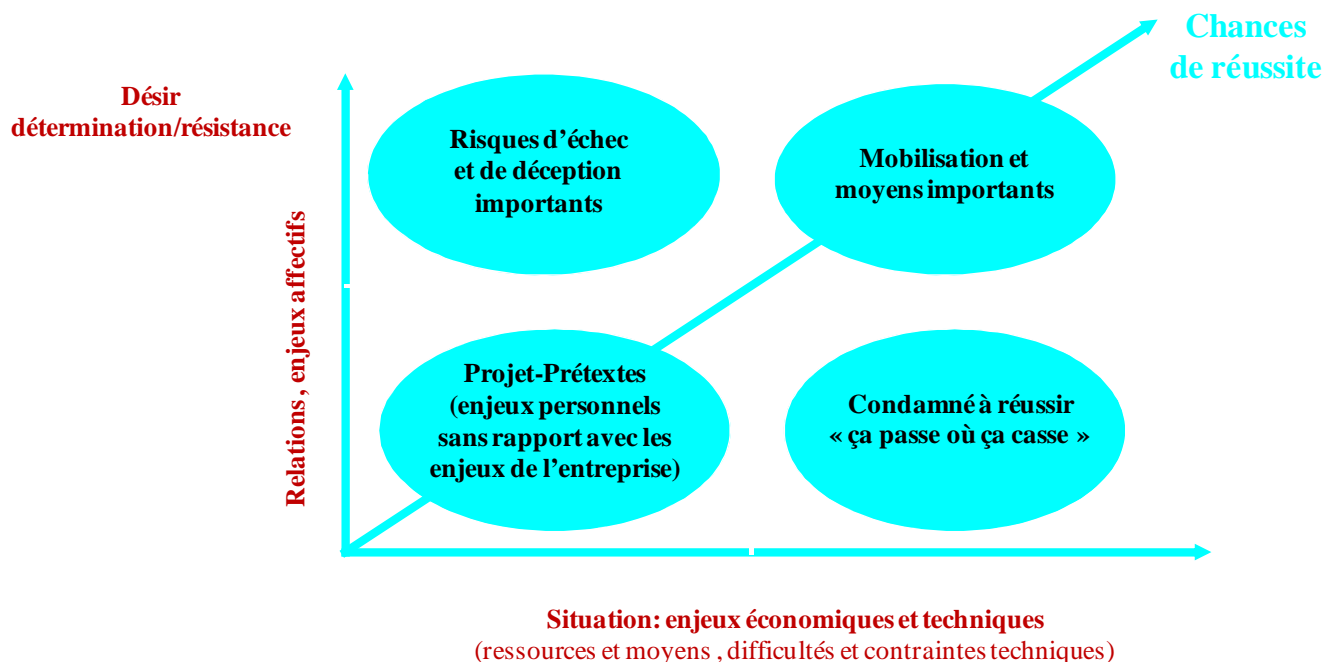 Chances
de réussite
Désir
détermination/résistance
Risques d'échec
et de déception
importants
Mobilisation et
moyens importants
Relations , enjeux affectifs
Projet-Prétextes
(enjeux personnels
sans rapport avec les
enjeux de l'entreprise)
Condamné à réussir
« ça passe où ça casse »
Situation: enjeux économiques et techniques
(ressources et moyens , difficultés et contraintes techniques)